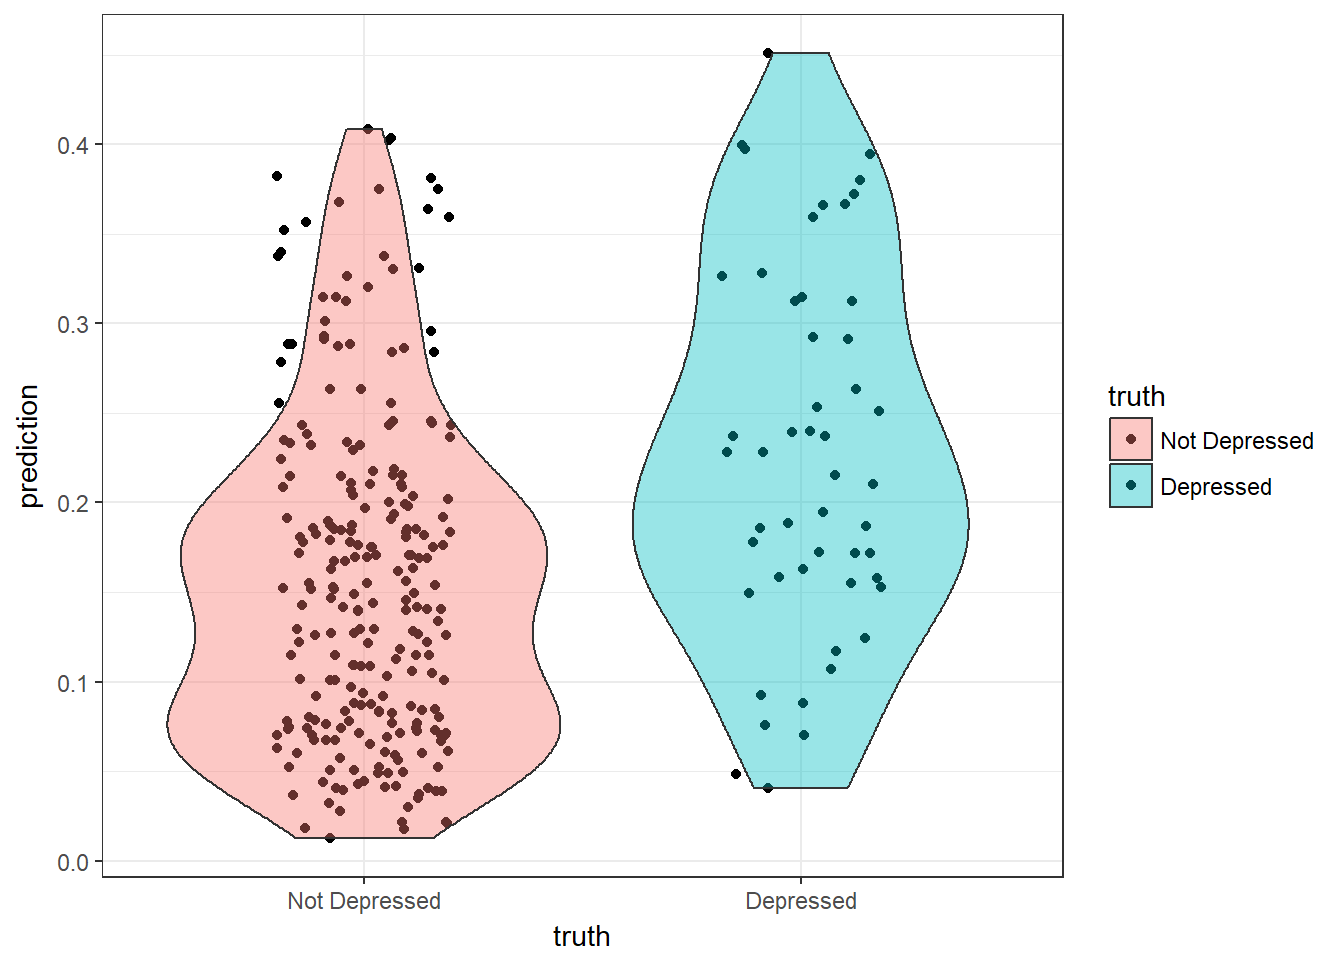 0.4
0.3
0.2
0.1
0.0
prediction
Not Depressed
Depressed
truth
truth
Not Depressed
Depressed